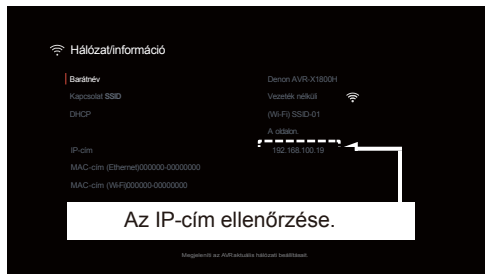 Hálózat/információ
Barátnév Denon AVR-X1800H
Kapcsolat SSID Vezeték nélküli
DHCP (Wi-Fi) SSID-01
A oldalon.
IP-cím 192.168.100.19
MAC-cím (Ethernet)000000-00000000
MAC-cím (Wi-Fi)000000-00000000
Az IP-cím ellenőrzése.
Megjeleníti az AVR aktuális hálózati beállításait.